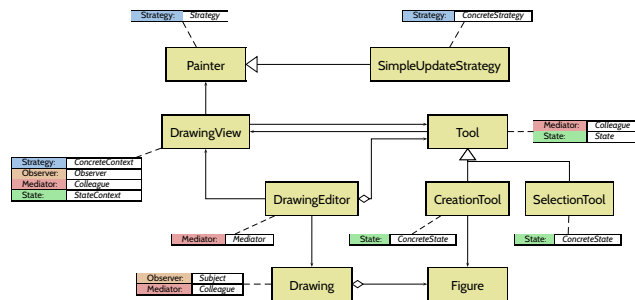 Strategy: Strategy
Strategy: ConcreteStrategy
Painter
SimpleUpdateStrategy
DrawingView
Tool
Mediator: Colleague
State: State
Strategy: ConcreteContext
Observer: Observer
Mediator: Colleague
State: StateContext
DrawingEditor
CreationTool
SelectionTool
Mediator: Mediator
State: ConcreteState
State: ConcreteState
Observer: Subject
Mediator: Colleague
Drawing
Figure